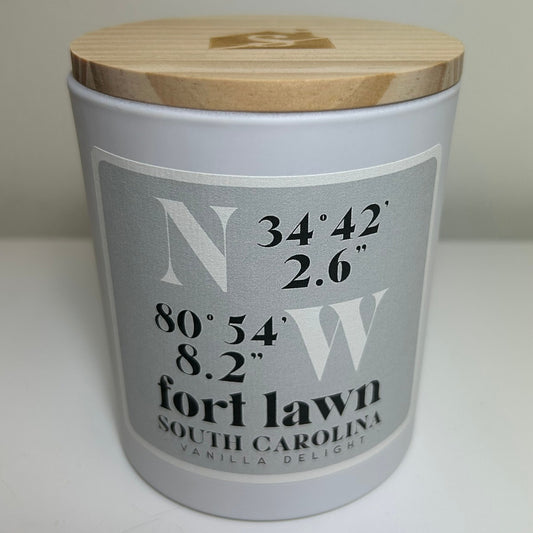 N 34°42'
2.6"
80°54' W
8.2"
fort lawn
SOUTH CAROLINA
VANILLA DELIGHT